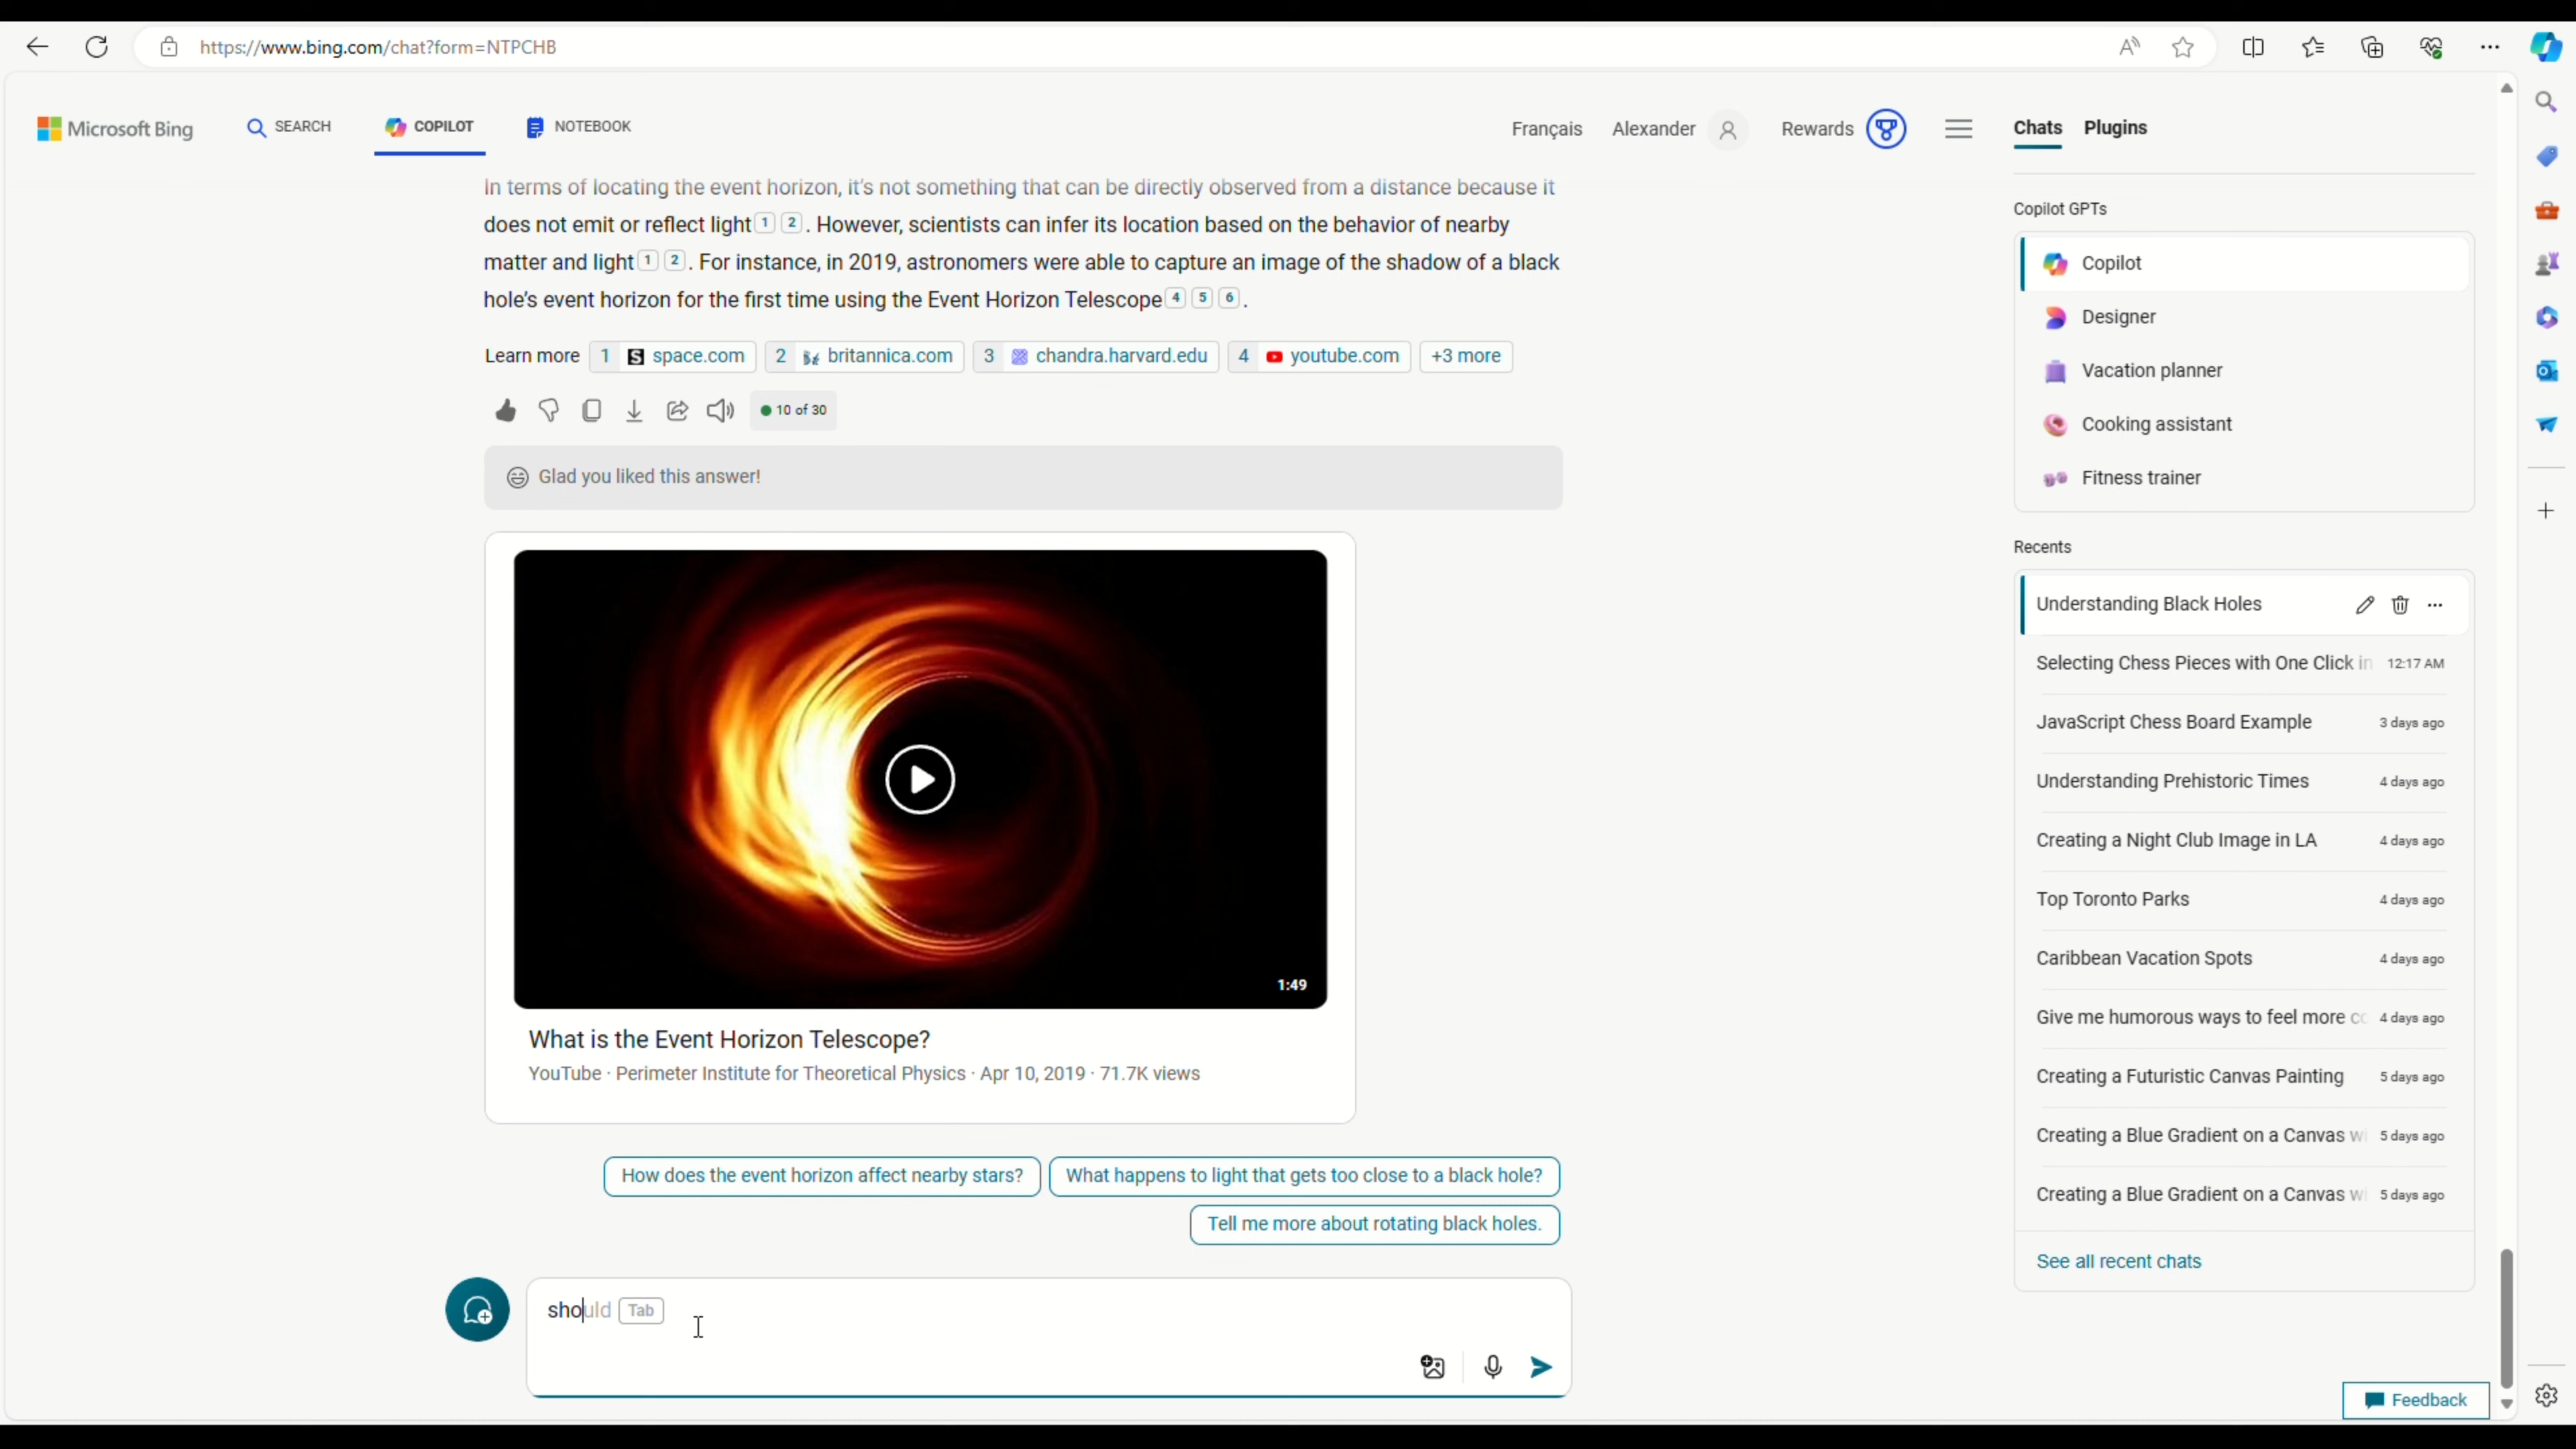 https://www.bing.com/chat?form=NTPCHB
Microsoft Bing
SEARCH
COPILOT
NOTEBOOK
Français
Alexander
Rewards
In terms of locating the event horizon, it's not something that can be directly observed from a distance because it
does not emit or reflect light 1 2 . However, scientists can infer its location based on the behavior of nearby
matter and light 1 2 . For instance, in 2019, astronomers were able to capture an image of the shadow of a black
hole's event horizon for the first time using the Event Horizon Telescope 4 5 6 .
Learn more 1 space.com 2 britannica.com 3 chandra.harvard.edu 4 youtube.com +3 more
10 of 30
Glad you liked this answer!
1:49
What is the Event Horizon Telescope?
YouTube · Perimeter Institute for Theoretical Physics · Apr 10, 2019 · 71.7K views
How does the event horizon affect nearby stars?
What happens to light that gets too close to a black hole?
Tell me more about rotating black holes.
should Tab
Chats
Plugins
Copilot GPTs
Copilot
Designer
Vacation planner
Cooking assistant
Fitness trainer
Recents
Understanding Black Holes
Selecting Chess Pieces with One Click in 12:17 AM
JavaScript Chess Board Example 3 days ago
Understanding Prehistoric Times 4 days ago
Creating a Night Club Image in LA 4 days ago
Top Toronto Parks 4 days ago
Caribbean Vacation Spots 4 days ago
Give me humorous ways to feel more co 4 days ago
Creating a Futuristic Canvas Painting 5 days ago
Creating a Blue Gradient on a Canvas wi 5 days ago
Creating a Blue Gradient on a Canvas wi 5 days ago
See all recent chats
Feedback